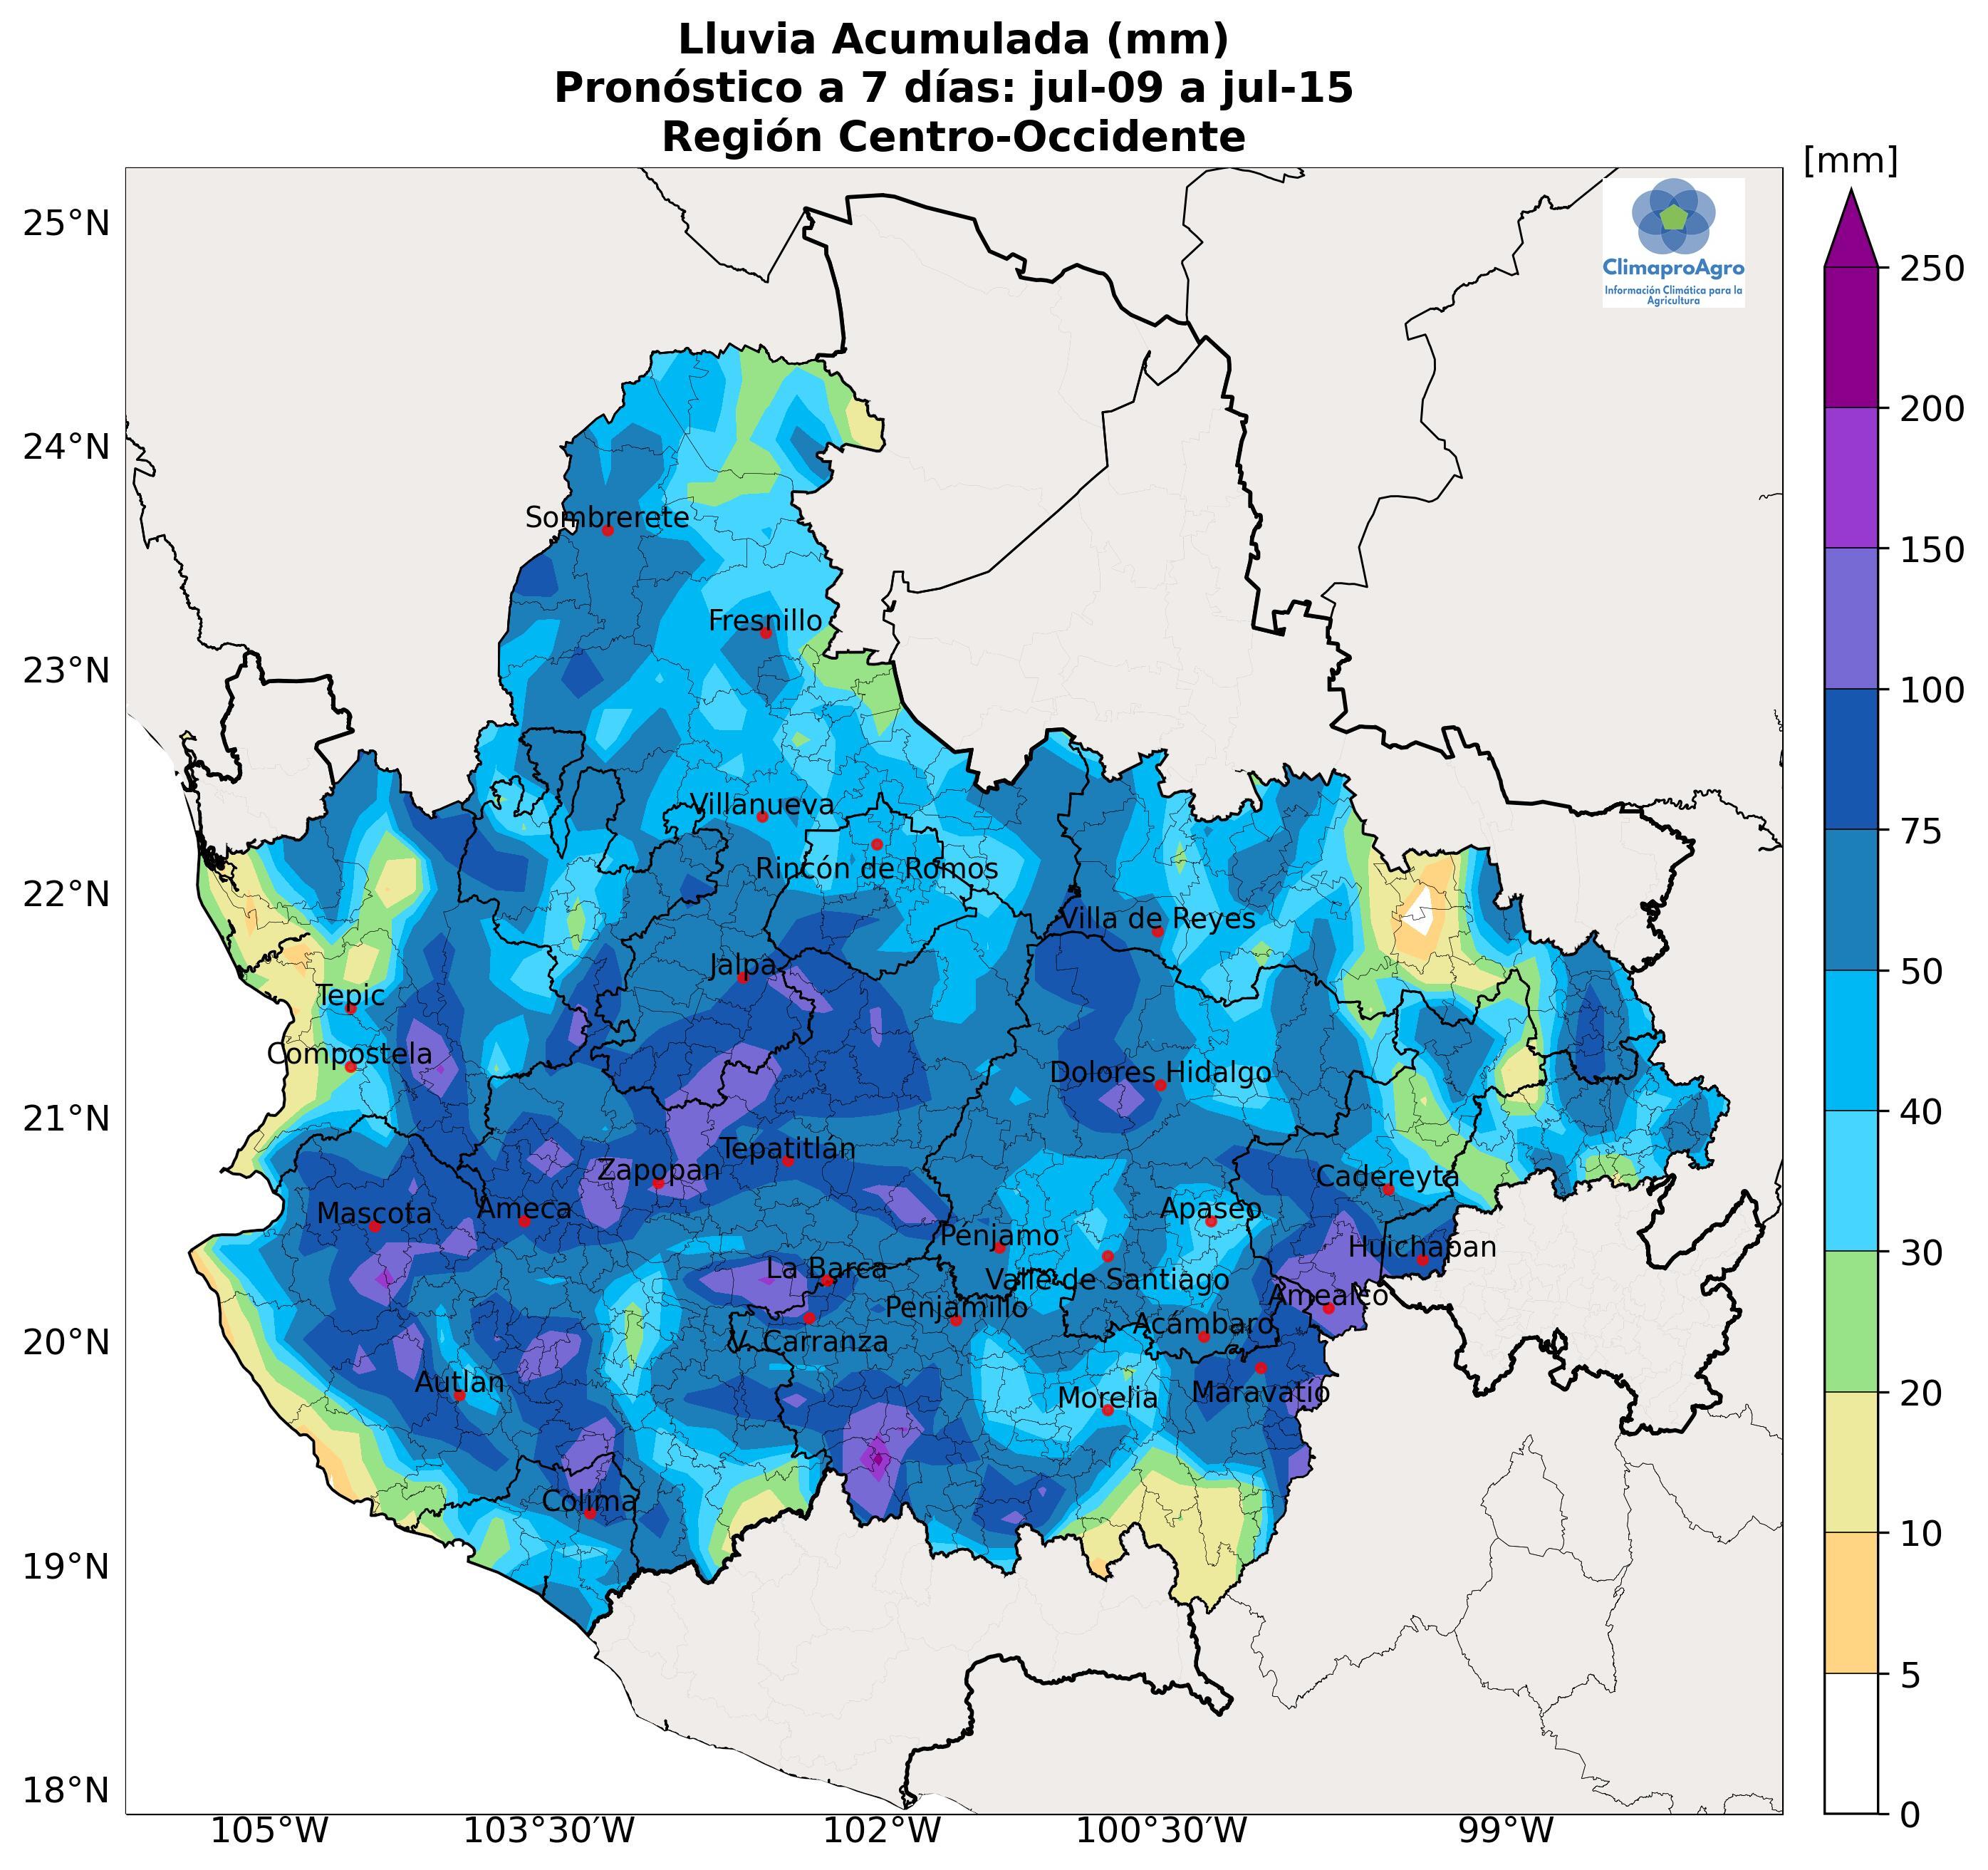 Lluvia Acumulada (mm)
Pronóstico a 7 días: jul-09 a jul-15
Región Centro-Occidente
[mm]
25°N
24°N
23°N
22°N
21°N
20°N
19°N
18°N
ClimaproAgro
Información Climática para la
Agricultura
Sombrerete
Fresnillo
Villanueva
Rincón de Romos
Villa de Reyes
Jalpa
Tepic
Compostela
Dolores Hidalgo
Tepatitlán
Zapopan
Cadereyta
Mascota
Ameca
Apaseo
Pénjamo
Huichapan
La Barca
Valle de Santiago
Amealco
Penjamillo
V. Carranza
Acámbaro
Autlán
Morelia
Maravatío
Colima
250
200
150
100
75
50
40
30
20
10
5
0
105°W
103°30'W
102°W
100°30'W
99°W